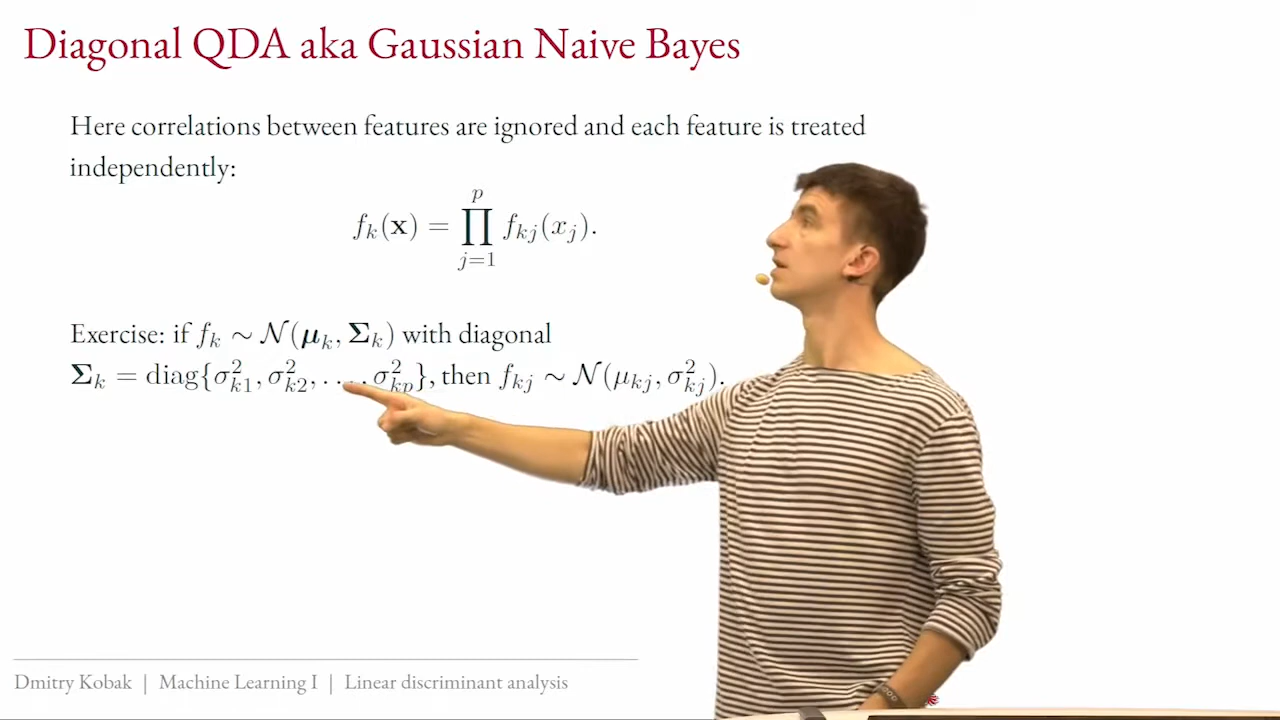 Diagonal QDA aka Gaussian Naive Bayes
Here correlations between features are ignored and each feature is treated
independently:
f_k(𝐱) = ∏_{j=1}^{p} f_{kj}(x_j).
Exercise: if f_k ∼ 𝒩(𝛍_k, 𝚺_k) with diagonal
𝚺_k = diag{σ²_{k1}, σ²_{k2}, …, σ²_{kp}}, then f_{kj} ∼ 𝒩(μ_{kj}, σ²_{kj}).
Dmitry Kobak | Machine Learning I | Linear discriminant analysis